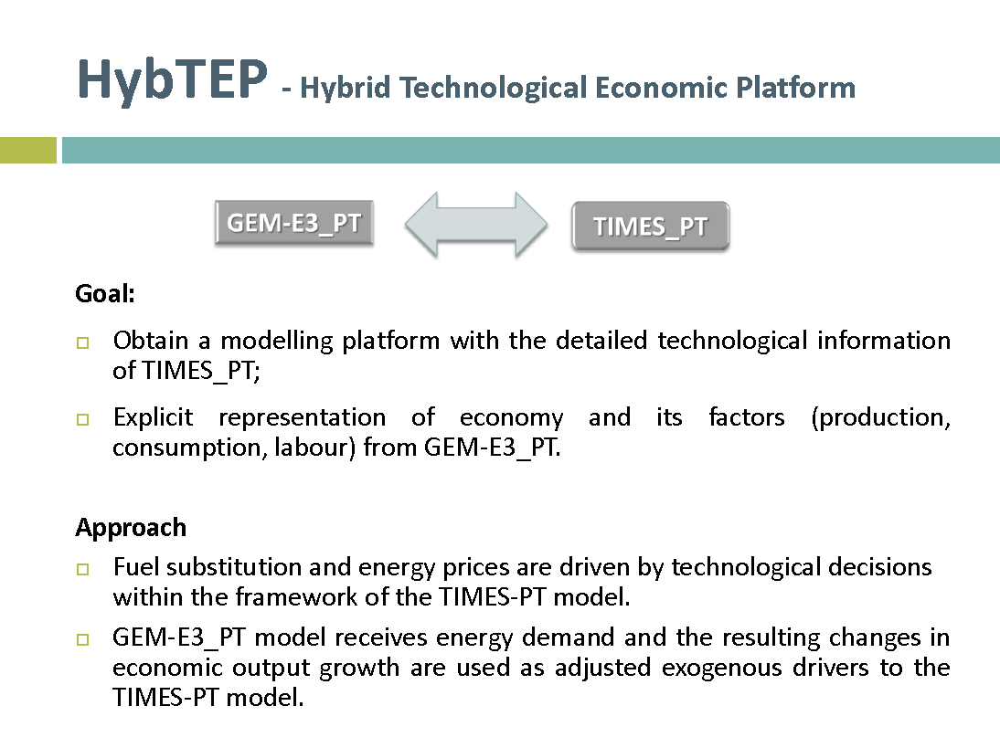 HybTEP - Hybrid Technological Economic Platform
GEM-E3_PT
TIMES_PT
Goal:
Obtain a modelling platform with the detailed technological information
of TIMES_PT;
Explicit representation of economy and its factors (production,
consumption, labour) from GEM-E3_PT.
Approach
Fuel substitution and energy prices are driven by technological decisions
within the framework of the TIMES-PT model.
GEM-E3_PT model receives energy demand and the resulting changes in
economic output growth are used as adjusted exogenous drivers to the
TIMES-PT model.